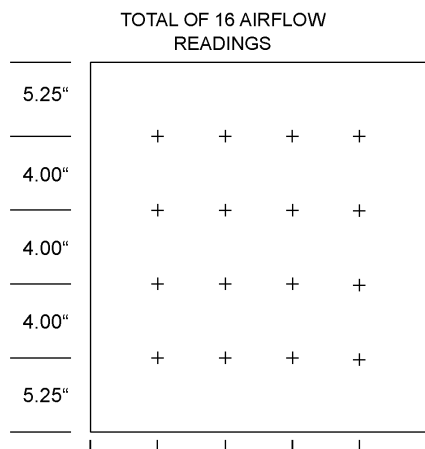 TOTAL OF 16 AIRFLOW
READINGS
5.25“
4.00“
4.00“
4.00“
5.25“